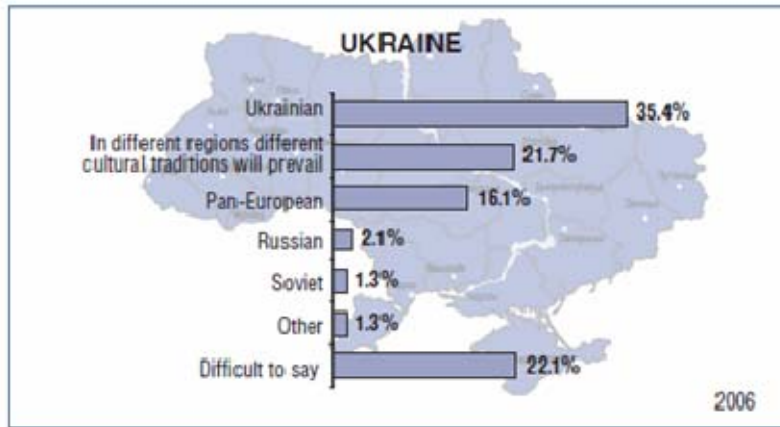 UKRAINE
Ukrainian 35.4%
In different regions different
cultural traditions will prevail 21.7%
Pan-European 16.1%
Russian 2.1%
Soviet 1.3%
Other 1.3%
Difficult to say 22.1%
2006